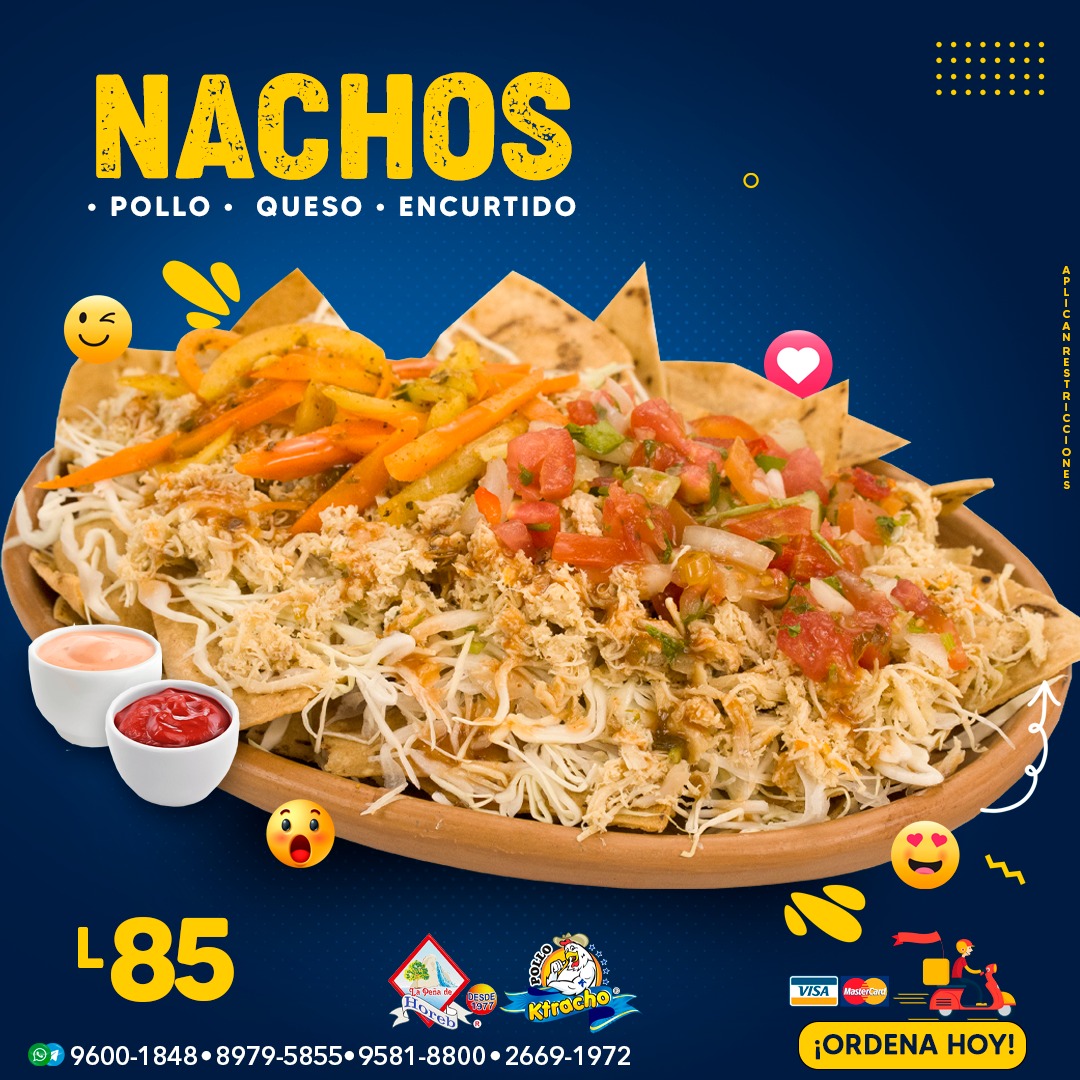 NACHOS
• POLLO • QUESO • ENCURTIDO
APLICAN RESTRICCIONES
L85
La Peña de
Horeb
®
DESDE
1977
POLLO
Ktracho
®
VISA
MasterCard
¡ORDENA HOY!
9600-1848•8979-5855•9581-8800•2669-1972